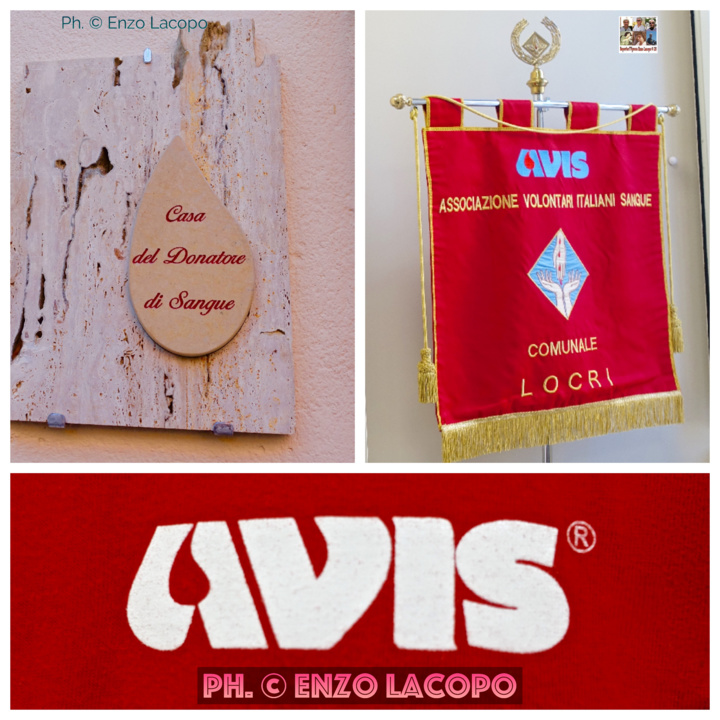 Ph. © Enzo Lacopo
Casa
del Donatore
di Sangue
AVIS
ASSOCIAZIONE VOLONTARI ITALIANI SANGUE
COMUNALE
LOCRI
AVIS®
PH. © ENZO LACOPO